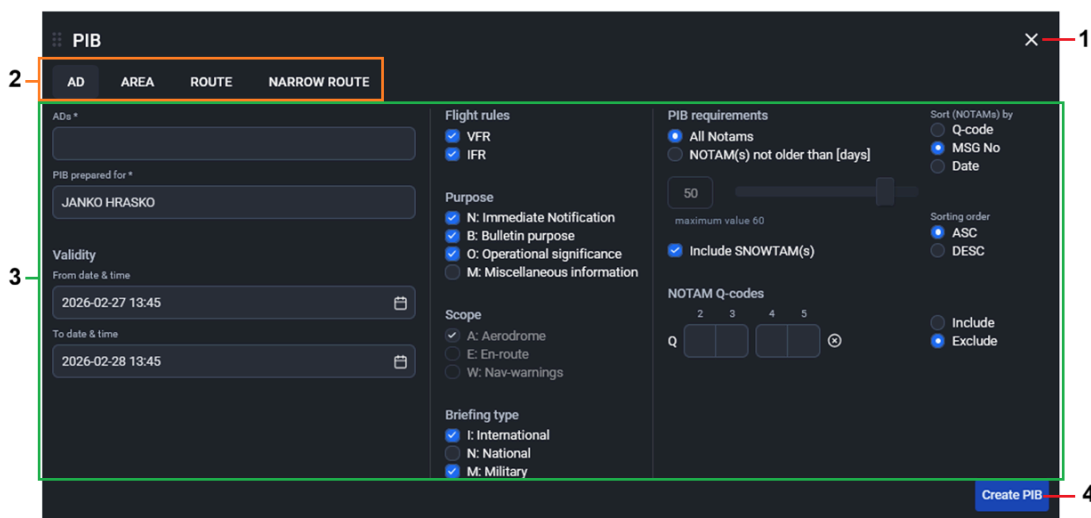 PIB
1
2
AD AREA ROUTE NARROW ROUTE
3
ADs *
PIB prepared for *
JANKO HRASKO
Validity
From date & time
2026-02-27 13:45
To date & time
2026-02-28 13:45
Flight rules
VFR
IFR
Purpose
N: Immediate Notification
B: Bulletin purpose
O: Operational significance
M: Miscellaneous information
Scope
A: Aerodrome
E: En-route
W: Nav-warnings
Briefing type
I: International
N: National
M: Military
PIB requirements
All Notams
NOTAM(s) not older than [days]
50
maximum value 60
Include SNOWTAM(s)
NOTAM Q-codes
2 3 4 5
Q
Sort (NOTAMs) by
Q-code
MSG No
Date
Sorting order
ASC
DESC
Include
Exclude
Create PIB
4